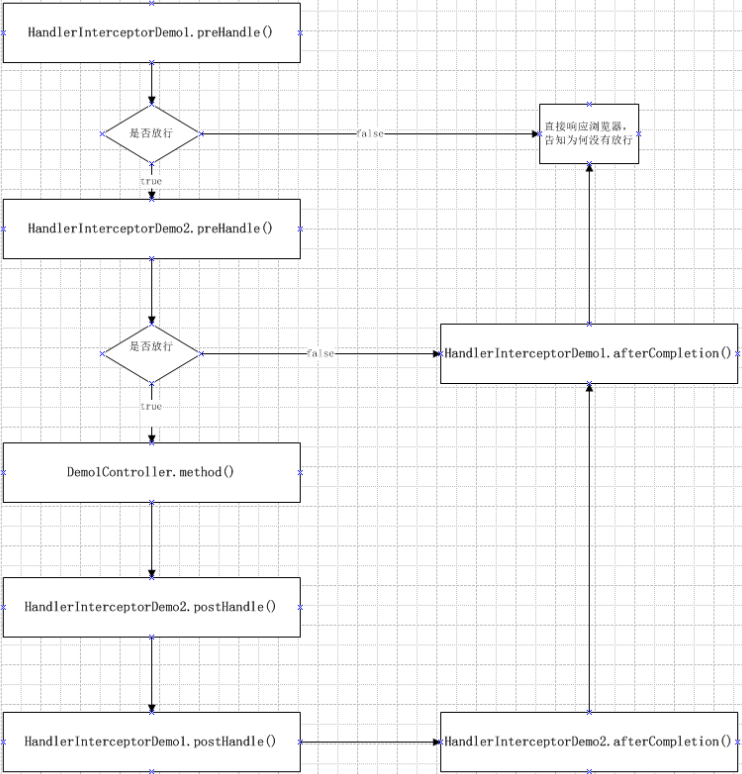 HandlerInterceptorDemo1.preHandle()
是否放行
false
直接响应浏览器，
告知为何没有放行
true
HandlerInterceptorDemo2.preHandle()
是否放行
false
HandlerInterceptorDemo1.afterCompletion()
true
Demo1Controller.method()
HandlerInterceptorDemo2.postHandle()
HandlerInterceptorDemo1.postHandle()
HandlerInterceptorDemo2.afterCompletion()